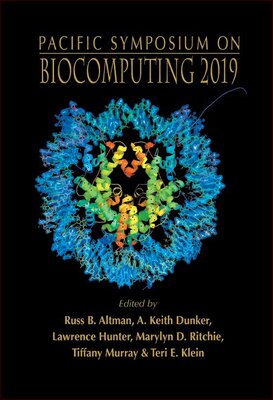 PACIFIC SYMPOSIUM ON
BIOCOMPUTING 2019
Edited by
Russ B. Altman, A. Keith Dunker,
Lawrence Hunter, Marylyn D. Ritchie,
Tiffany Murray & Teri E. Klein